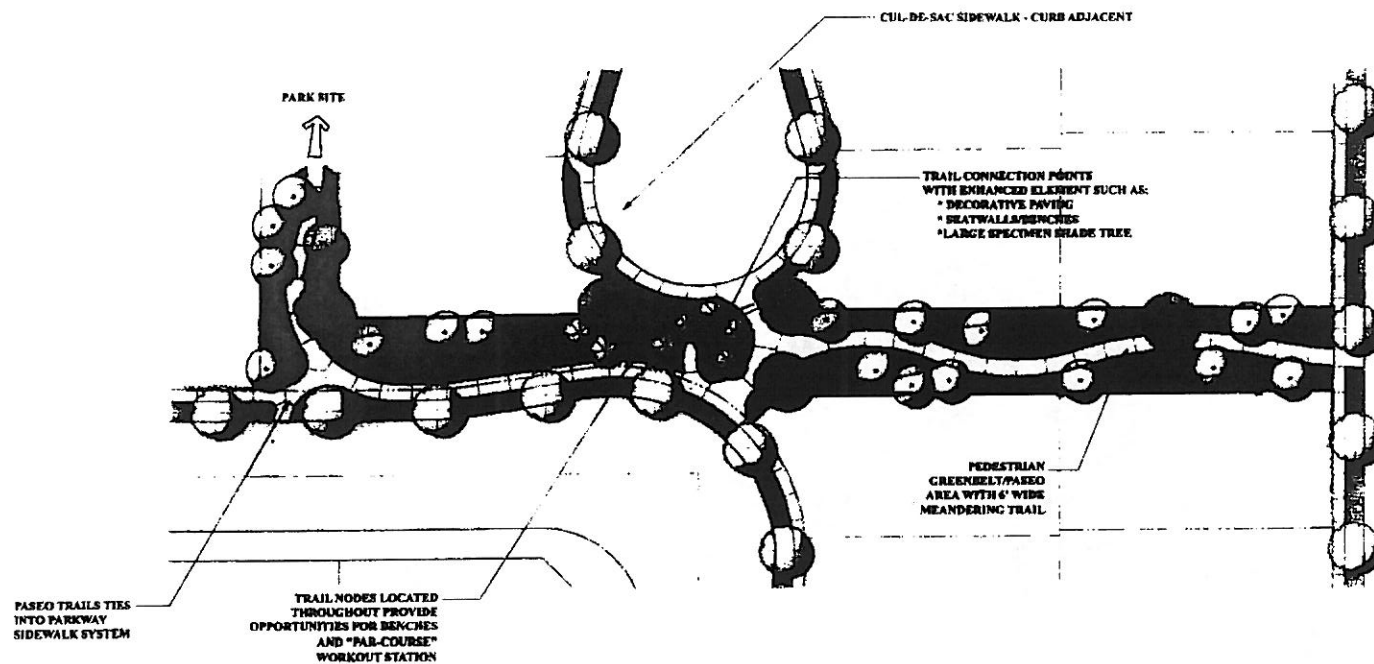 CUL-DE-SAC SIDEWALK - CURB ADJACENT
PARK SITE
TRAIL CONNECTION POINTS
WITH ENHANCED ELEMENT SUCH AS:
* DECORATIVE PAVING
* SEATWALLS/BENCHES
*LARGE SPECIMEN SHADE TREE
PEDESTRIAN
GREENBELT/PASEO
AREA WITH 6' WIDE
MEANDERING TRAIL
PASEO TRAILS TIES
INTO PARKWAY
SIDEWALK SYSTEM
TRAIL NODES LOCATED
THROUGHOUT PROVIDE
OPPORTUNITIES FOR BENCHES
AND "PAR-COURSE"
WORKOUT STATION